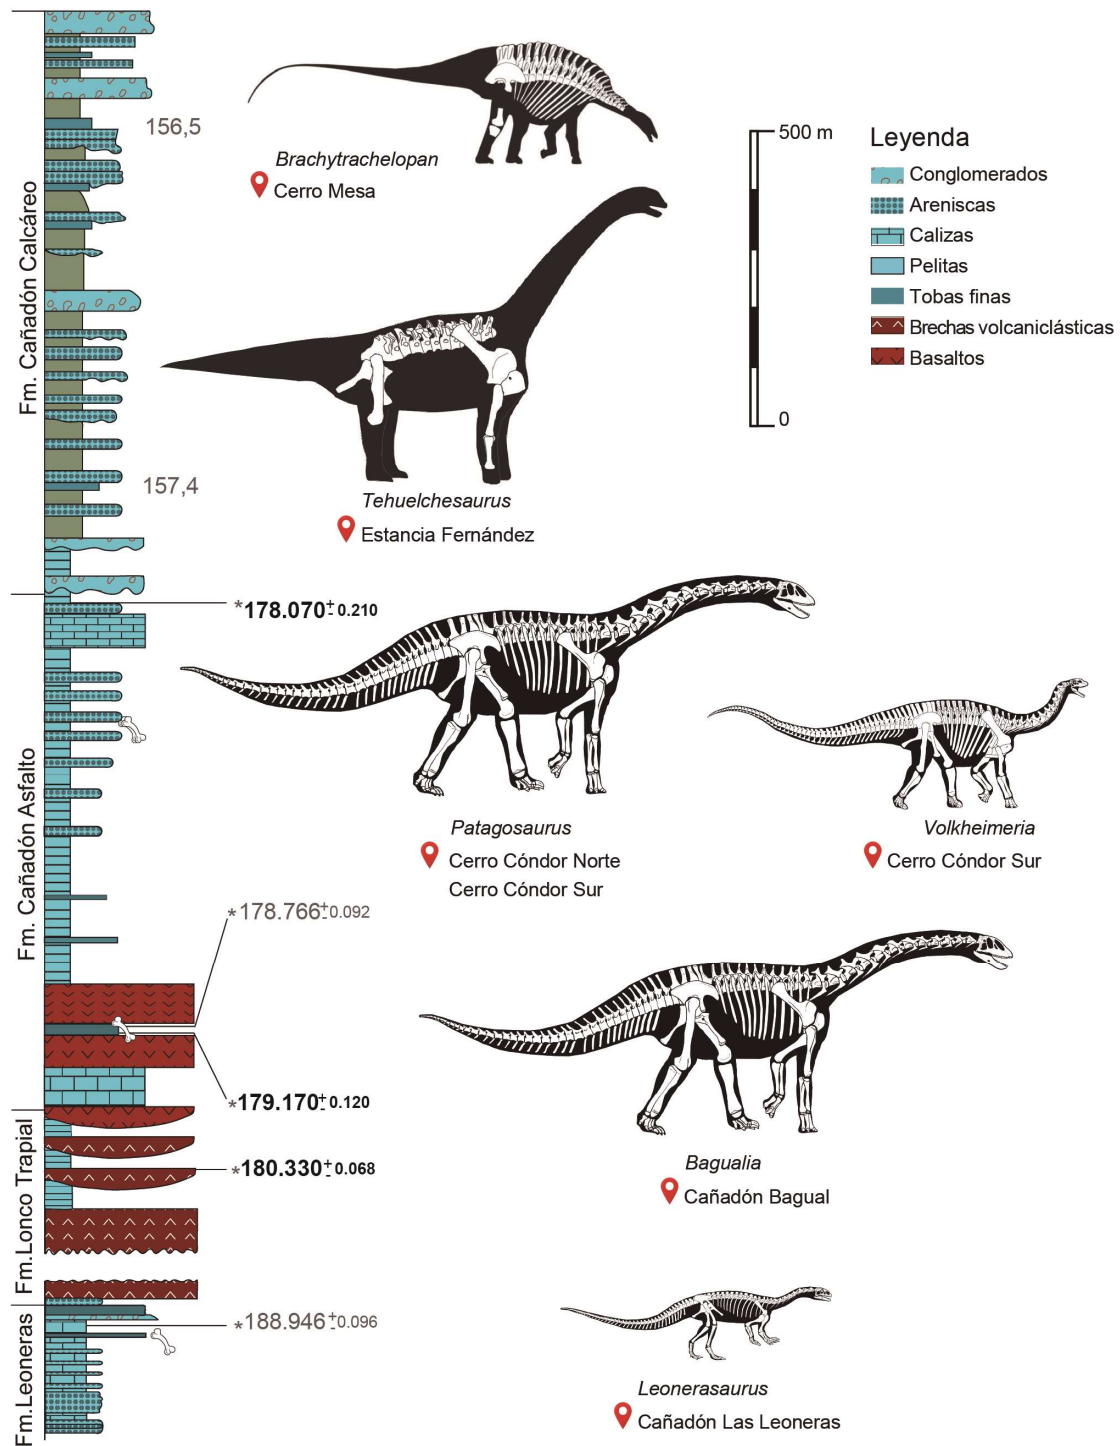 Fm. Cañadón Calcáreo
Fm. Cañadón Asfalto
Fm.Lonco Trapial
Fm.Leoneras
156,5
157,4
*178.070±0.210
*178.766±0.092
*179.170±0.120
*180.330±0.068
*188.946±0.096
Brachytrachelopan
Cerro Mesa
Tehuelchesaurus
Estancia Fernández
Patagosaurus
Cerro Cóndor Norte
Cerro Cóndor Sur
Volkheimeria
Cerro Cóndor Sur
Bagualia
Cañadón Bagual
Leonerasaurus
Cañadón Las Leoneras
500 m
0
Leyenda
Conglomerados
Areniscas
Calizas
Pelitas
Tobas finas
Brechas volcaniclásticas
Basaltos